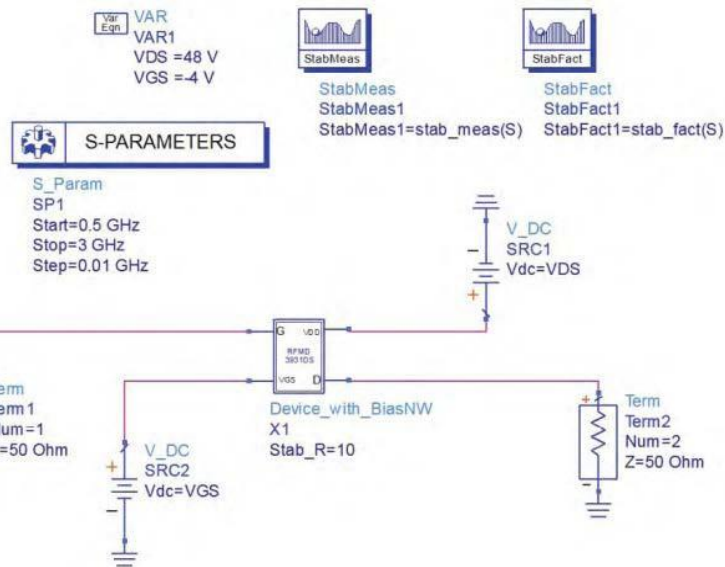 Var
Eqn
VAR
VAR1
VDS =48 V
VGS =-4 V
StabMeas
StabMeas
StabMeas1
StabMeas1=stab_meas(S)
StabFact
StabFact
StabFact1
StabFact1=stab_fact(S)
S-PARAMETERS
S_Param
SP1
Start=0.5 GHz
Stop=3 GHz
Step=0.01 GHz
V_DC
SRC1
Vdc=VDS
G VDD
RFMD
3931DS
VGS D
Device_with_BiasNW
X1
Stab_R=10
erm
erm1
lum=1
=50 Ohm
V_DC
SRC2
Vdc=VGS
Term
Term2
Num=2
Z=50 Ohm